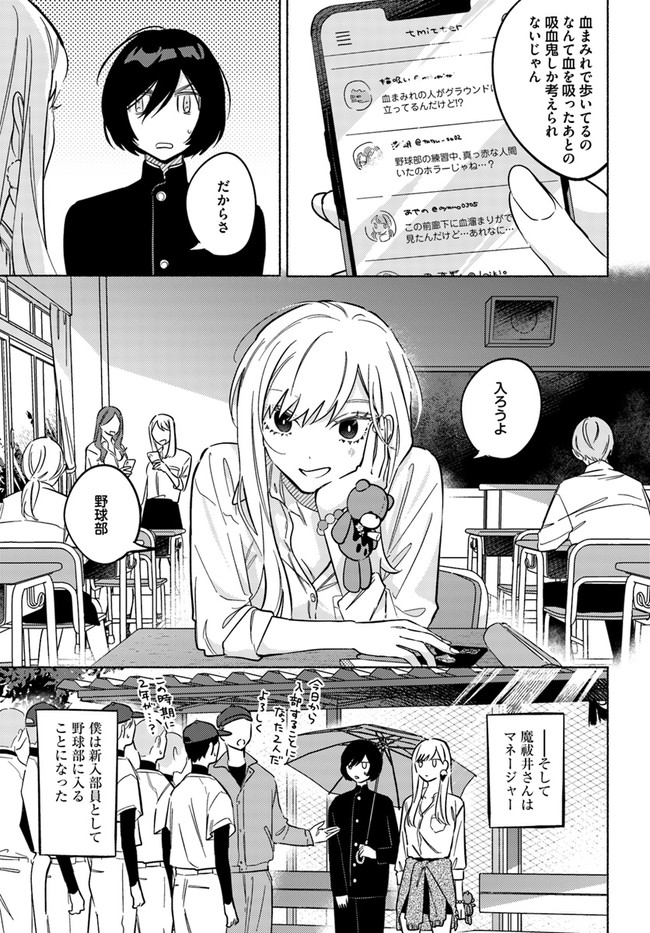 血まみれで歩いてるの
なんて血を吸ったあとの
吸血鬼しか考えられ
ないじゃん
tmitter
血まみれの人がグラウンドに
立ってるんだけど!?
野球部の練習中、真っ赤な人間
いたのホラーじゃね…?
あやの @ayano0305
この前廊下に血溜まりがで
見たんだけど…あれなに…
だからさ
入ろうよ
野球部
今日から
入部することに
なった2人だ
よろしく
この時期に
2年が…?
――そして
魔祓井さんは
マネージャー
僕は新入部員として
野球部に入る
ことになった